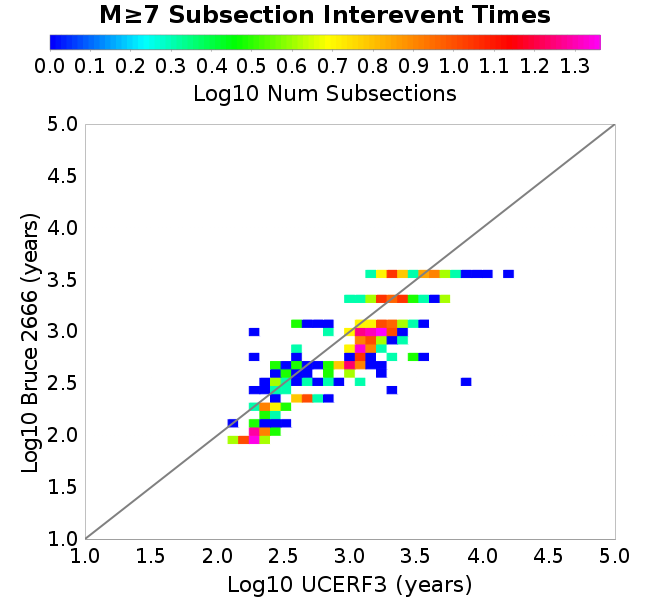 M≥7 Subsection Interevent Times
0.0 0.1 0.2 0.3 0.4 0.5 0.6 0.7 0.8 0.9 1.0 1.1 1.2 1.3
Log10 Num Subsections
5.0
4.5
4.0
3.5
3.0
2.5
2.0
1.5
1.0
Log10 Bruce 2666 (years)
1.0 1.5 2.0 2.5 3.0 3.5 4.0 4.5 5.0
Log10 UCERF3 (years)